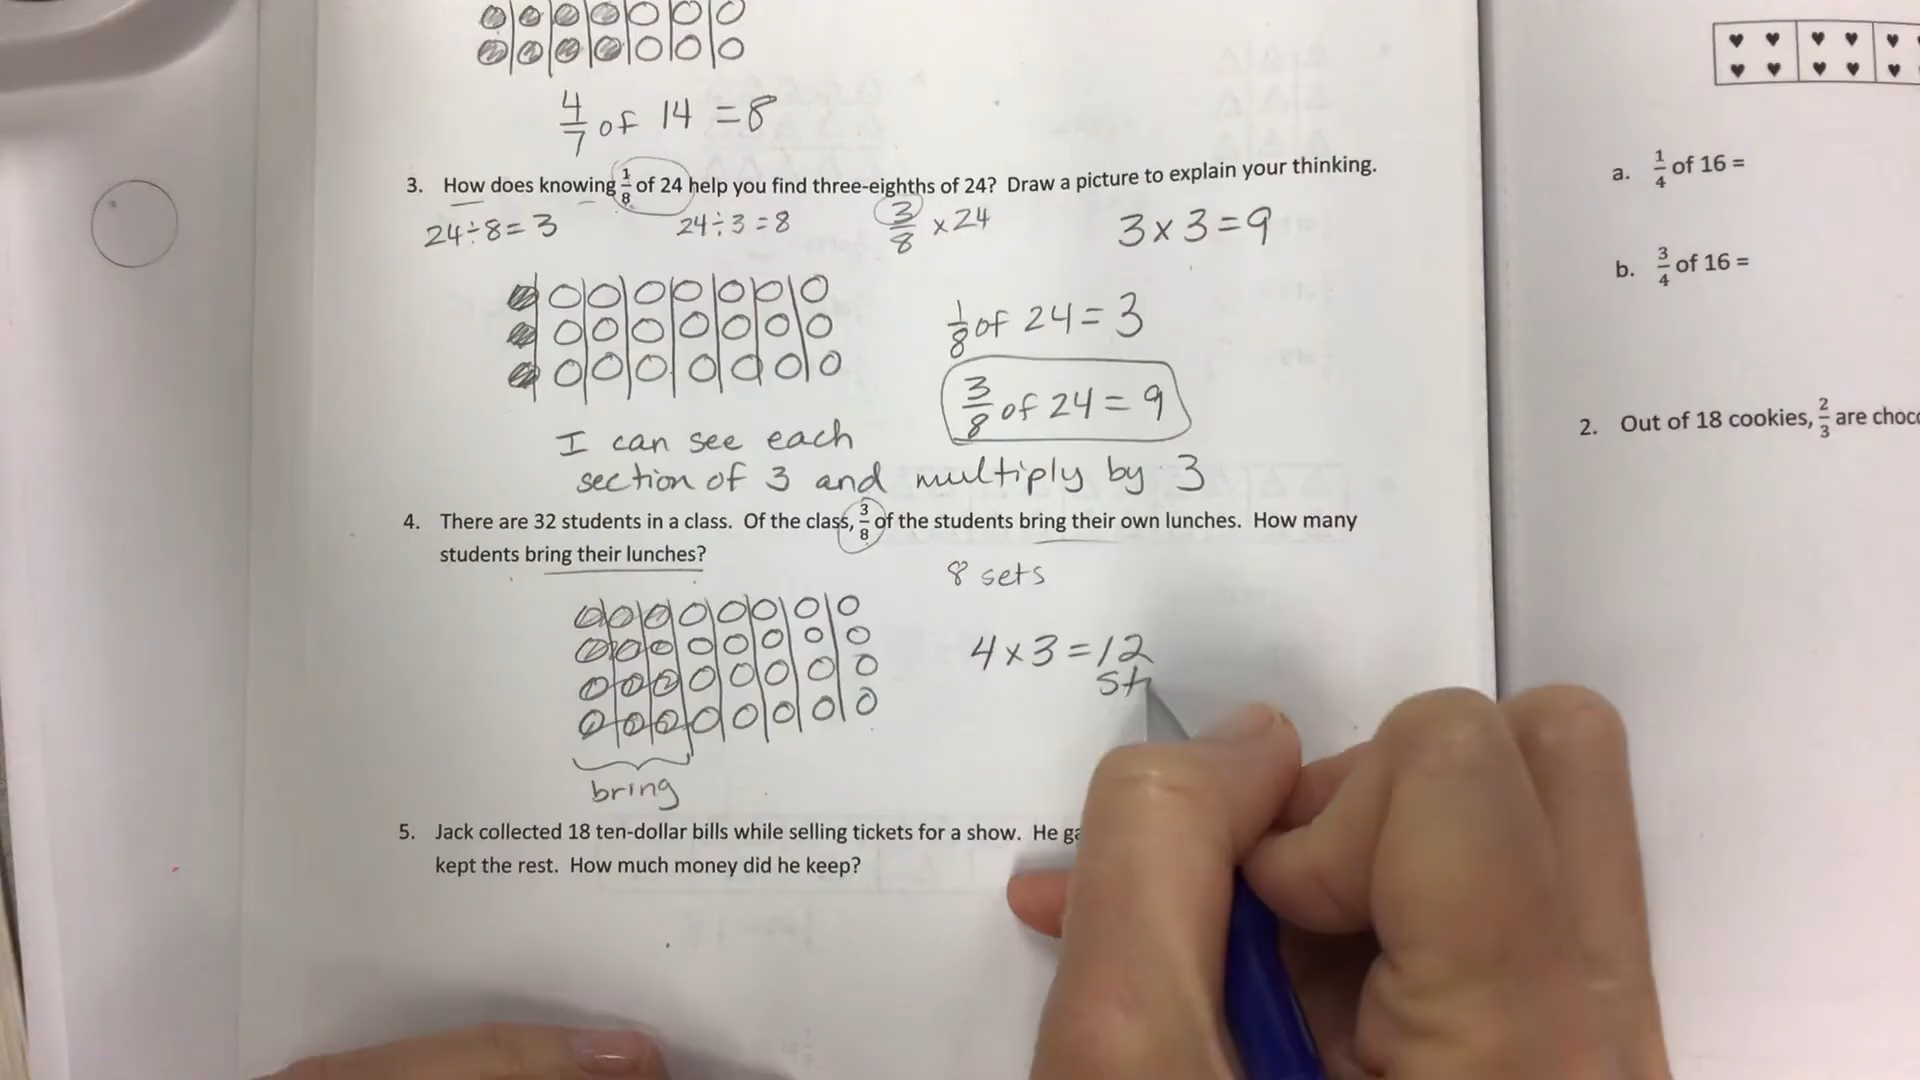 4/7 of 14 = 8
3. How does knowing 1/8 of 24 help you find three-eighths of 24? Draw a picture to explain your thinking.
24÷8=3 24÷3=8 3/8 x24 3x3=9
1/8 of 24 = 3
3/8 of 24 = 9
I can see each
section of 3 and multiply by 3
4. There are 32 students in a class. Of the class, 3/8 of the students bring their own lunches. How many
students bring their lunches?
8 sets
4x3=12
st
bring
5. Jack collected 18 ten-dollar bills while selling tickets for a show. He
kept the rest. How much money did he keep?
a. 1/4 of 16 =
b. 3/4 of 16 =
2. Out of 18 cookies, 2/3 are